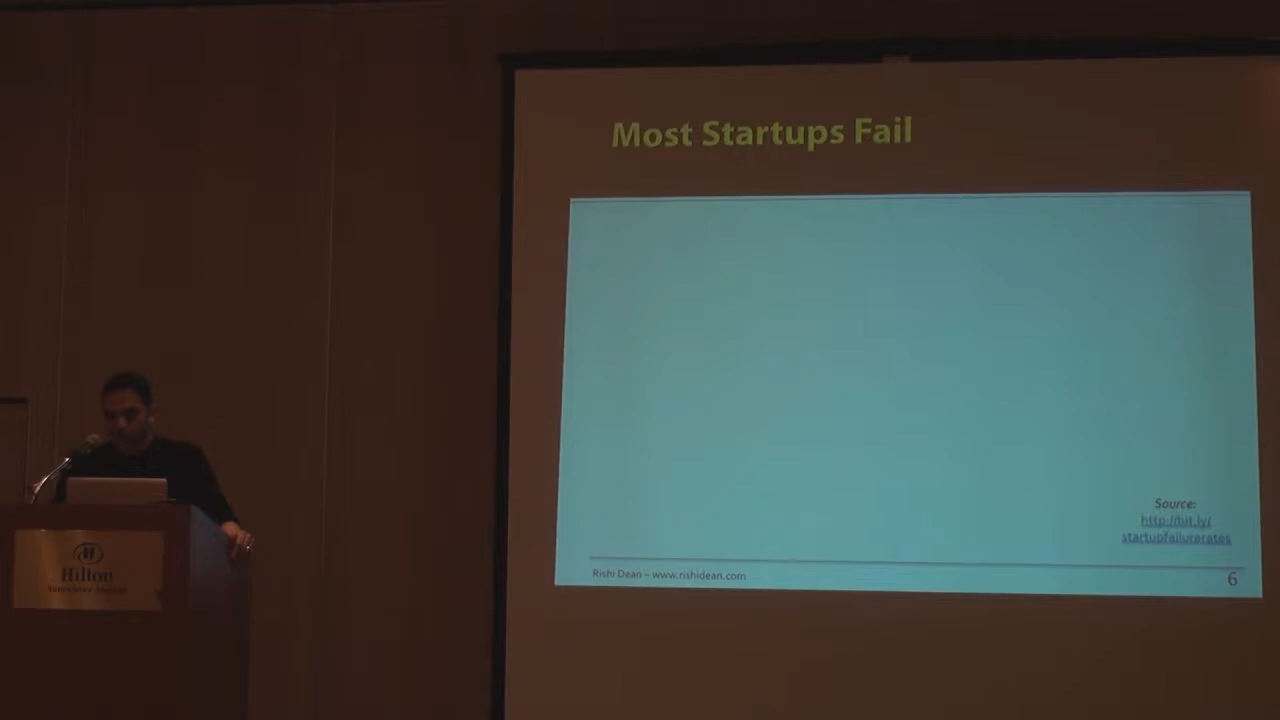 Most Startups Fail
Source:
http://bit.ly/
startupfailurerates
Rishi Dean – www.rishidean.com
6
Hilton